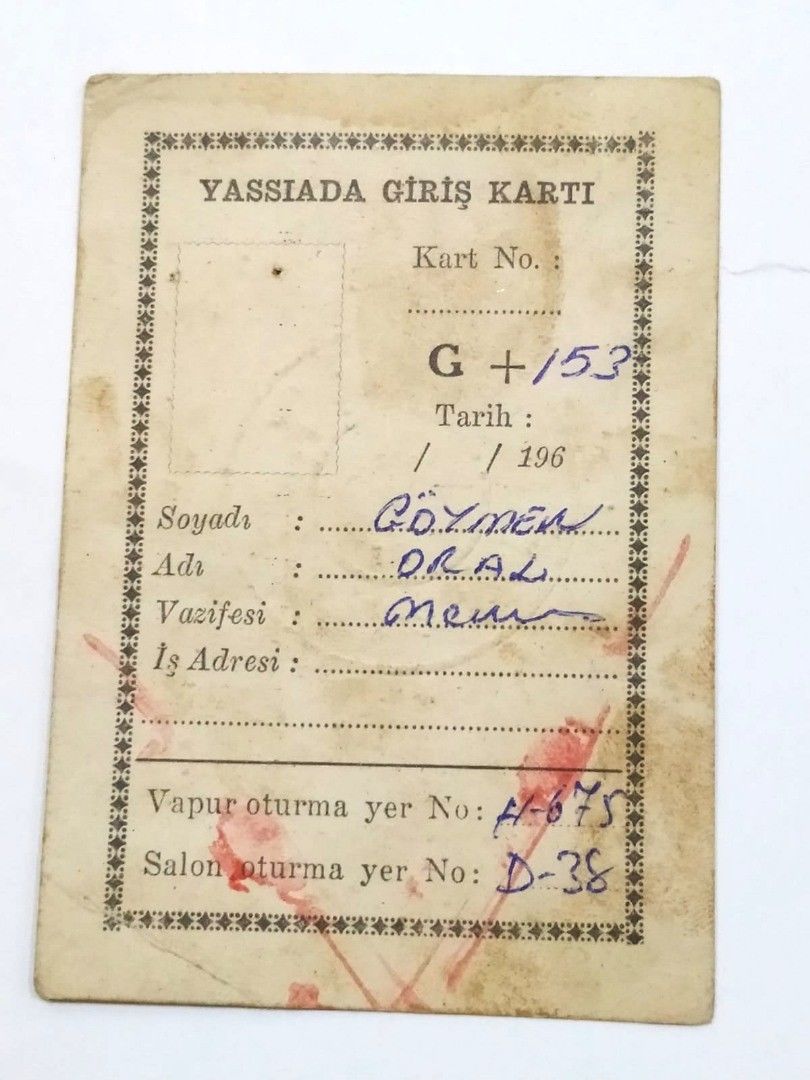 YASSIADA GİRİŞ KARTI
Kart No. :
G + 153
Tarih :
/ / 196
Soyadı : GÖYMEN
Adı : ORAL
Vazifesi :
İş Adresi :
Vapur oturma yer No: H-675
Salon oturma yer No: D-38